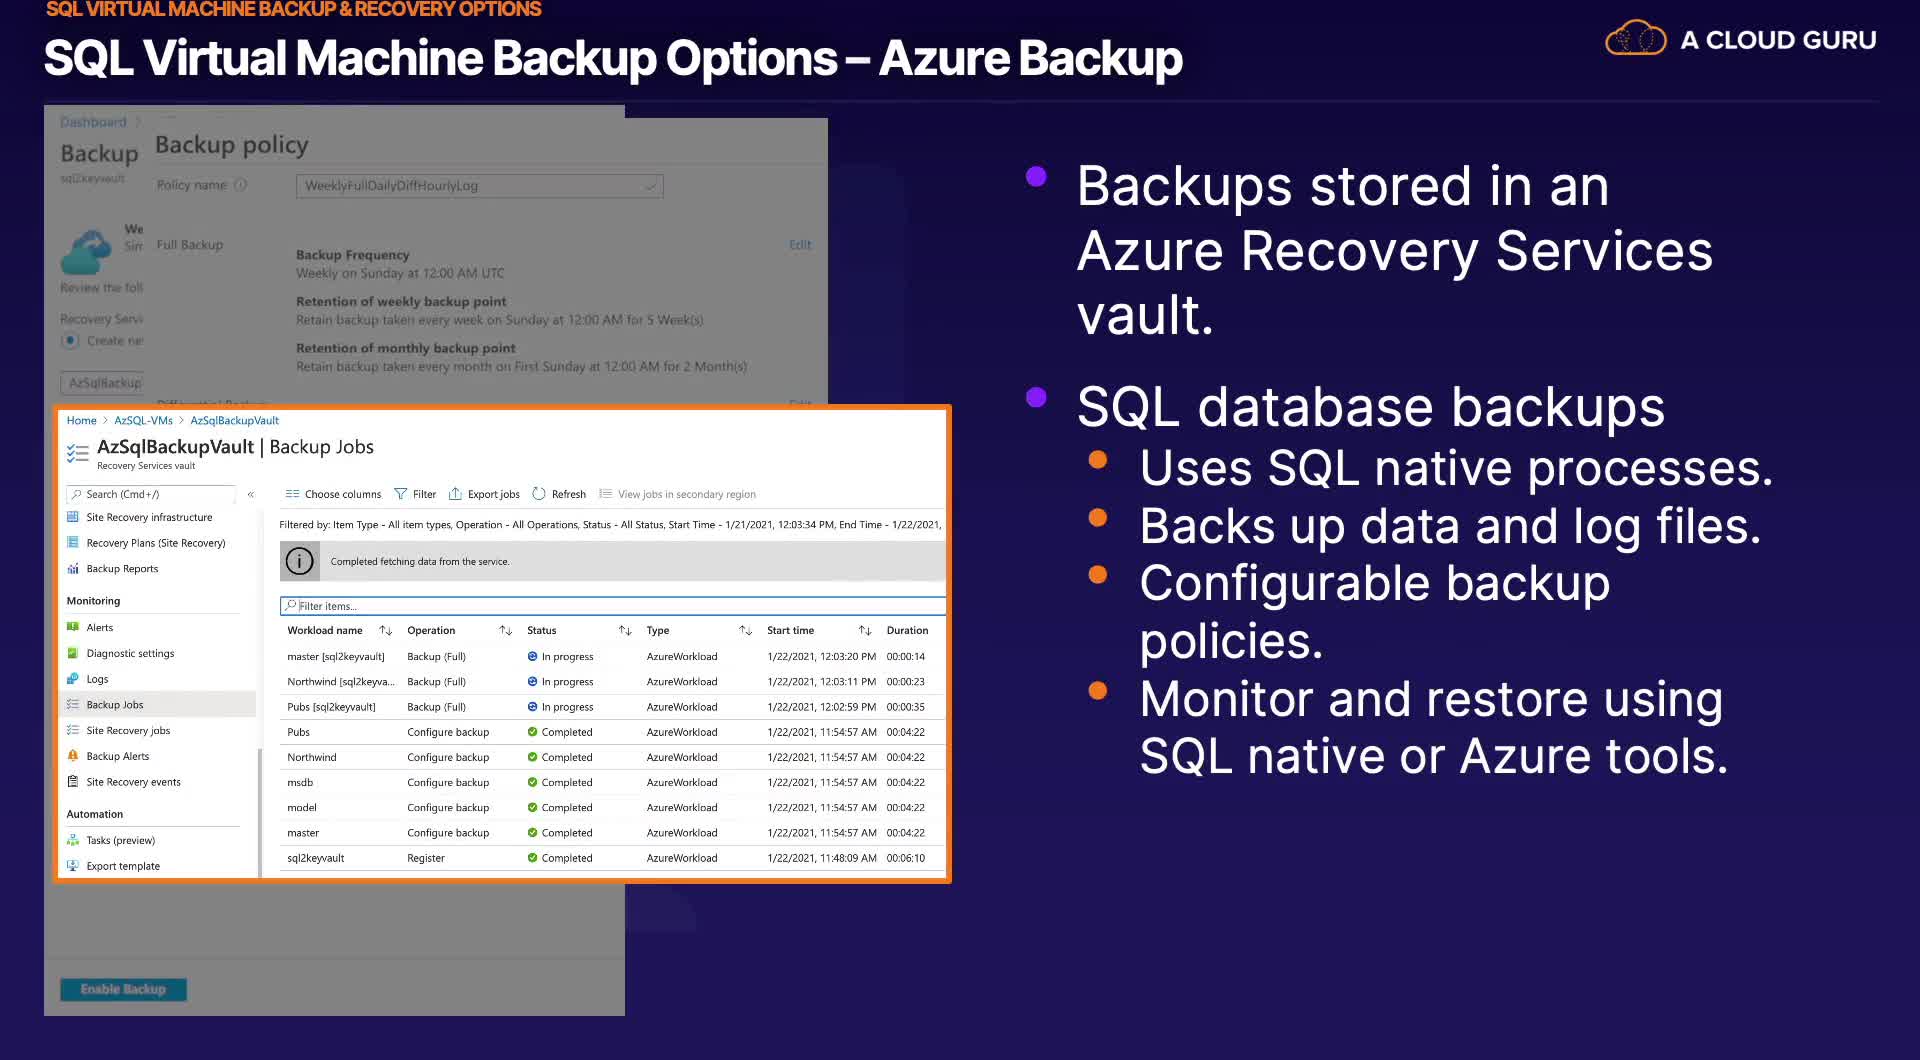 SQL VIRTUAL MACHINE BACKUP & RECOVERY OPTIONS
SQL Virtual Machine Backup Options – Azure Backup
A CLOUD GURU
Dashboard >
Backup
sql2keyvault
Backup policy
Policy name
WeeklyFullDailyDiffHourlyLog
We
Sim
Full Backup
Edit
Backup Frequency
Weekly on Sunday at 12:00 AM UTC
Review the foll
Retention of weekly backup point
Retain backup taken every week on Sunday at 12:00 AM for 5 Week(s)
Recovery Servi
Create ne
Retention of monthly backup point
Retain backup taken every month on First Sunday at 12:00 AM for 2 Month(s)
AzSqlBackup
Differential Backup
Edit
Home > AzSQL-VMs > AzSqlBackupVault
AzSqlBackupVault | Backup Jobs
Recovery Services vault
Search (Cmd+/)
«
Site Recovery infrastructure
Recovery Plans (Site Recovery)
Backup Reports
Monitoring
Alerts
Diagnostic settings
Logs
Backup Jobs
Site Recovery jobs
Backup Alerts
Site Recovery events
Automation
Tasks (preview)
Export template
Choose columns Filter Export jobs Refresh View jobs in secondary region
Filtered by: Item Type - All item types, Operation - All Operations, Status - All Status, Start Time - 1/21/2021, 12:03:34 PM, End Time - 1/22/2021,
Completed fetching data from the service.
Filter items...
Workload name Operation Status Type Start time Duration
master [sql2keyvault] Backup (Full) In progress AzureWorkload 1/22/2021, 12:03:20 PM 00:00:14
Northwind [sql2keyva... Backup (Full) In progress AzureWorkload 1/22/2021, 12:03:11 PM 00:00:23
Pubs [sql2keyvault] Backup (Full) In progress AzureWorkload 1/22/2021, 12:02:59 PM 00:00:35
Pubs Configure backup Completed AzureWorkload 1/22/2021, 11:54:57 AM 00:04:22
Northwind Configure backup Completed AzureWorkload 1/22/2021, 11:54:57 AM 00:04:22
msdb Configure backup Completed AzureWorkload 1/22/2021, 11:54:57 AM 00:04:22
model Configure backup Completed AzureWorkload 1/22/2021, 11:54:57 AM 00:04:22
master Configure backup Completed AzureWorkload 1/22/2021, 11:54:57 AM 00:04:22
sql2keyvault Register Completed AzureWorkload 1/22/2021, 11:48:09 AM 00:06:10
Enable Backup
Backups stored in an
Azure Recovery Services
vault.
SQL database backups
Uses SQL native processes.
Backs up data and log files.
Configurable backup
policies.
Monitor and restore using
SQL native or Azure tools.